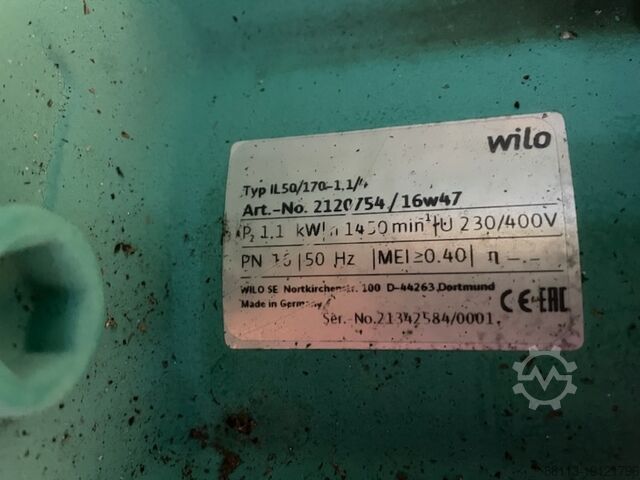 wilo
Typ IL50/170-1.1/4
Art.-No. 2120754/16w47
P₂ 1.1 kW n 1450 min⁻¹ U 230/400V
PN 16 | 50 Hz | MEI ≥0.40 | η -.-
WILO SE Nortkirchenstr. 100 D-44263 Dortmund
Made in Germany
CE EAC
Ser.-No.21342584/0001